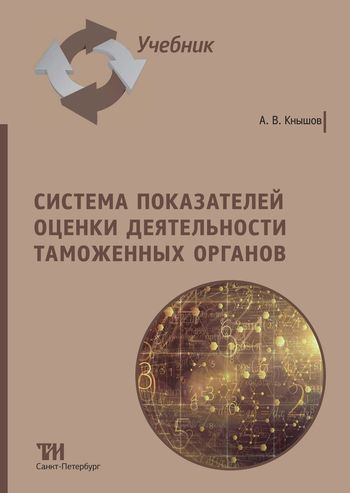 Учебник
А. В. Кнышов
СИСТЕМА ПОКАЗАТЕЛЕЙ
ОЦЕНКИ ДЕЯТЕЛЬНОСТИ
ТАМОЖЕННЫХ ОРГАНОВ
ТИ
Санкт-Петербург